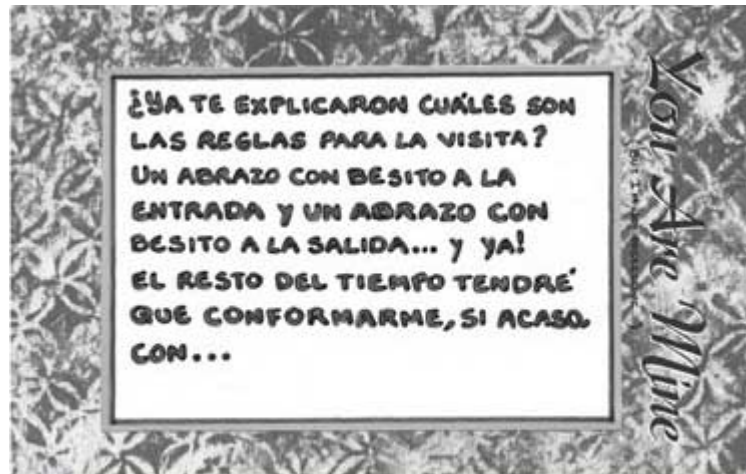 ¿YA TE EXPLICARON CUÁLES SON
LAS REGLAS PARA LA VISITA?
UN ABRAZO CON BESITO A LA
ENTRADA Y UN ABRAZO CON
BESITO A LA SALIDA... Y YA!
EL RESTO DEL TIEMPO TENDRÉ
QUE CONFORMARME, SI ACASO,
CON...
You Are Mine